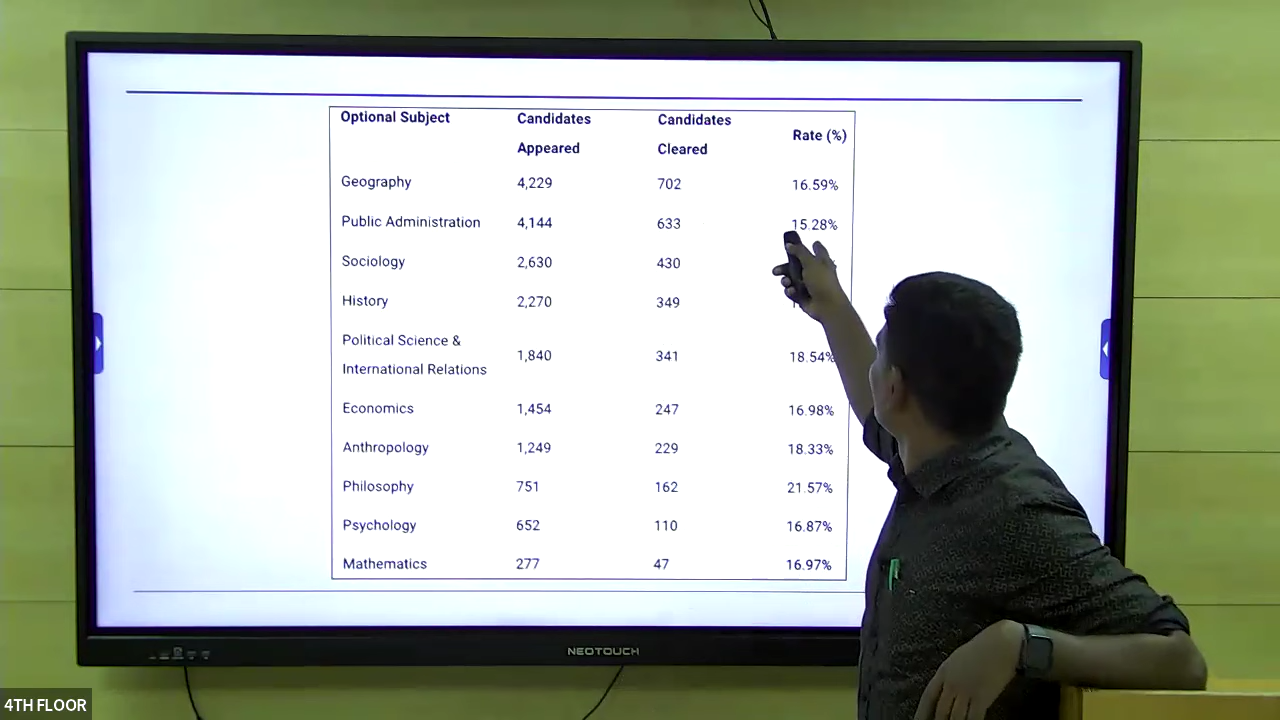 Optional Subject Candidates Appeared Candidates Cleared Rate (%)
Geography 4,229 702 16.59%
Public Administration 4,144 633 15.28%
Sociology 2,630 430
History 2,270 349
Political Science & International Relations 1,840 341 18.54%
Economics 1,454 247 16.98%
Anthropology 1,249 229 18.33%
Philosophy 751 162 21.57%
Psychology 652 110 16.87%
Mathematics 277 47 16.97%
NEOTOUCH
4TH FLOOR